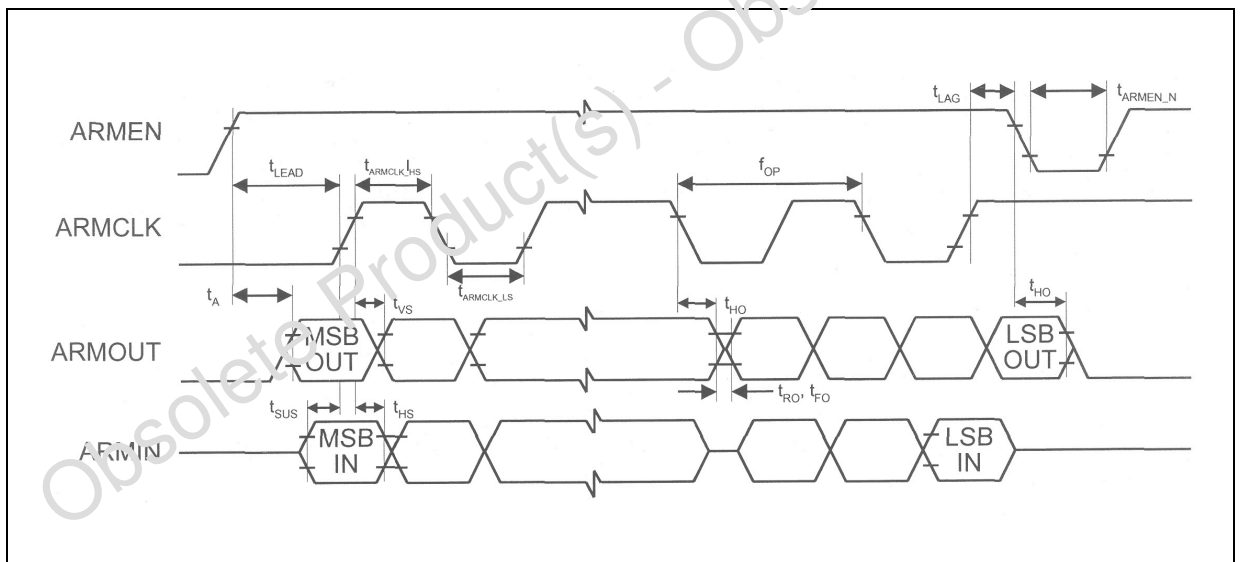 Obsolete Product(s) - Obs
ARMEN
tLEAD
tARMCLK_HS
fOP
tLAG
tARMEN_N
ARMCLK
tARMCLK_LS
tA
tVS
tHO
tHO
ARMOUT
MSB OUT
LSB OUT
tRO, tFO
tSUS
tHS
ARMIN
MSB IN
LSB IN